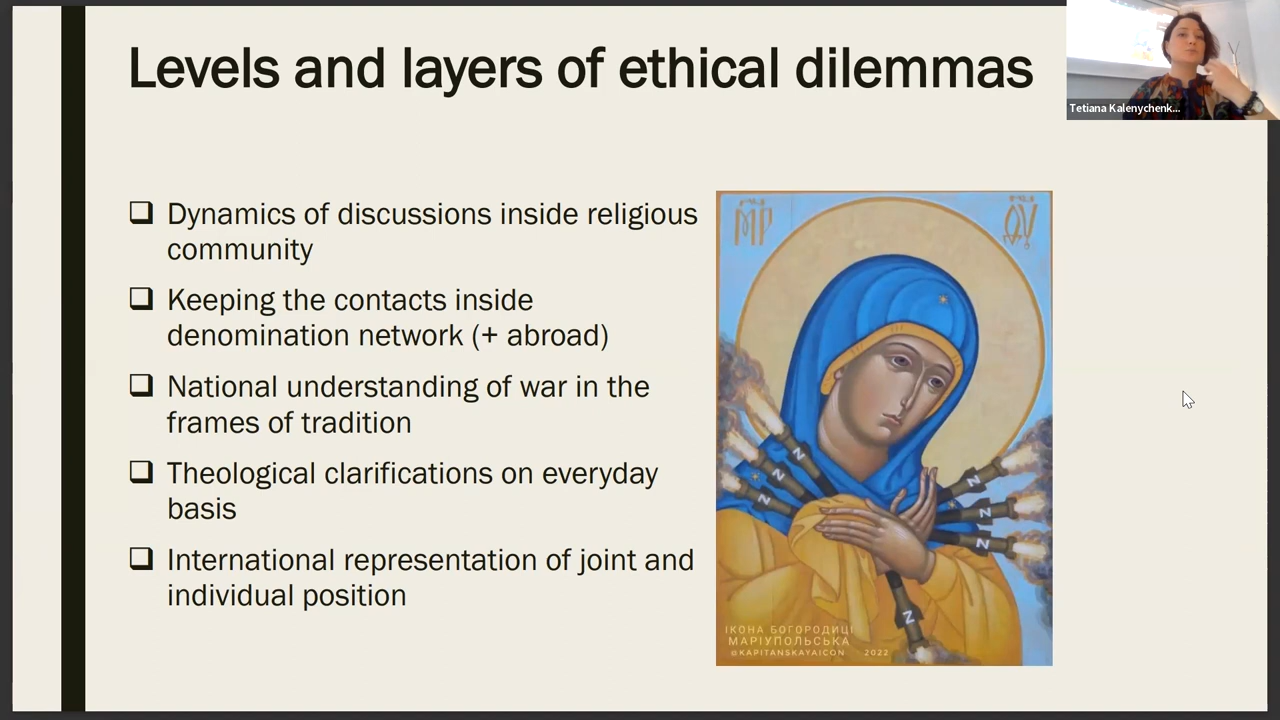 Levels and layers of ethical dilemmas
Tetiana Kalenychenk...
❑ Dynamics of discussions inside religious
community
❑ Keeping the contacts inside
denomination network (+ abroad)
❑ National understanding of war in the
frames of tradition
❑ Theological clarifications on everyday
basis
❑ International representation of joint and
individual position
Z
Z
Z
Z
Z
Z
Z
ІКОНА БОГОРОДИЦІ
МАРІУПОЛЬСЬКА
@KAPITANSKAYAICON 2022